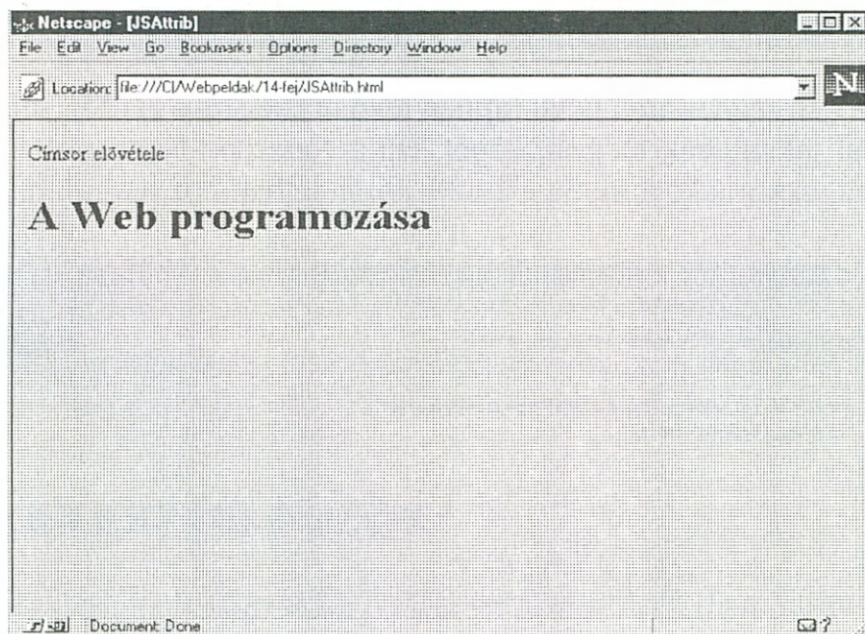 Netscape - [JSAttrib]
File Edit View Go Bookmarks Options Directory Window Help
Location: file:///C|/Webpeldak/14-fej/JSAttrib.html
N
Címsor elővétele
A Web programozása
Document: Done